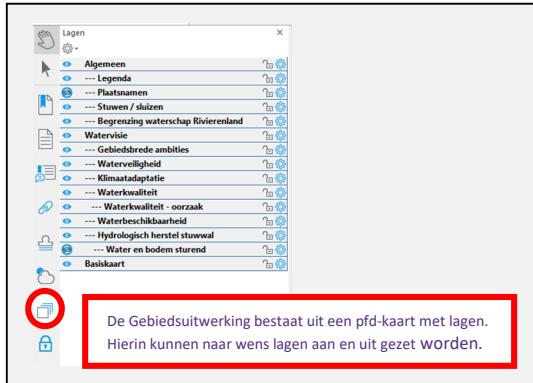 Lagen
Algemeen
--- Legenda
--- Plaatsnamen
--- Stuwen / sluizen
--- Begrenzing waterschap Rivierenland
Watervisie
--- Gebiedsbrede ambities
--- Waterveiligheid
--- Klimaatadaptatie
--- Waterkwaliteit
--- Waterkwaliteit - oorzaak
--- Waterbeschikbaarheid
--- Hydrologisch herstel stuwwal
--- Water en bodem sturend
Basiskaart
De Gebiedsuitwerking bestaat uit een pfd-kaart met lagen.
Hierin kunnen naar wens lagen aan en uit gezet worden.